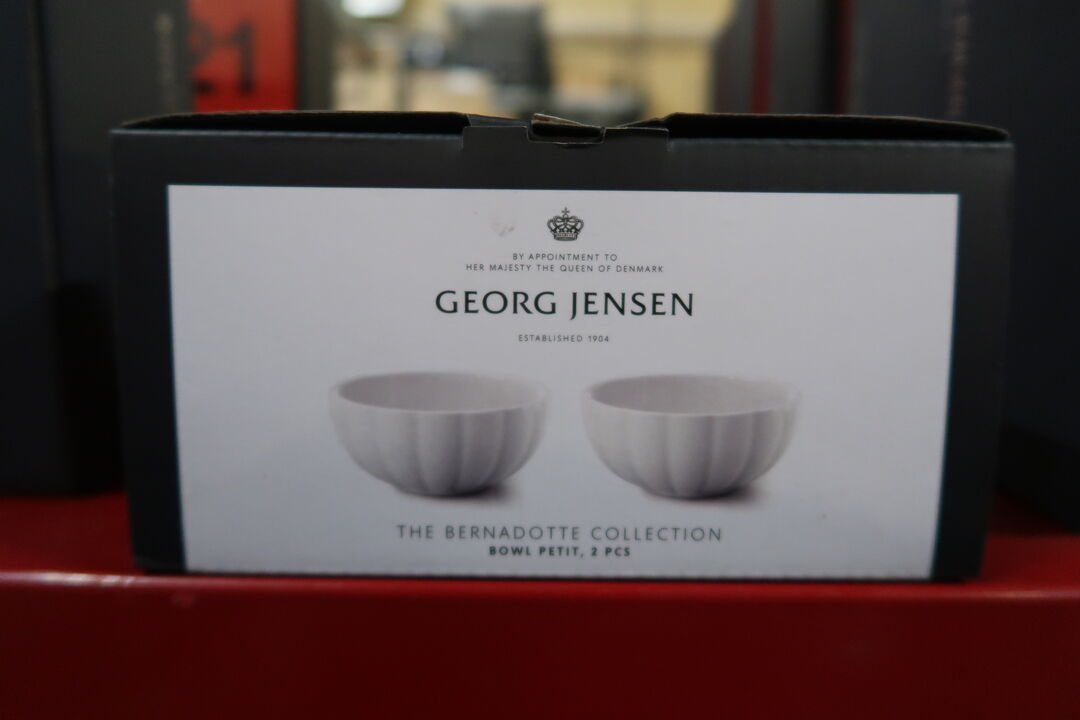 21
BY APPOINTMENT TO
HER MAJESTY THE QUEEN OF DENMARK
GEORG JENSEN
ESTABLISHED 1904
THE BERNADOTTE COLLECTION
BOWL PETIT, 2 PCS